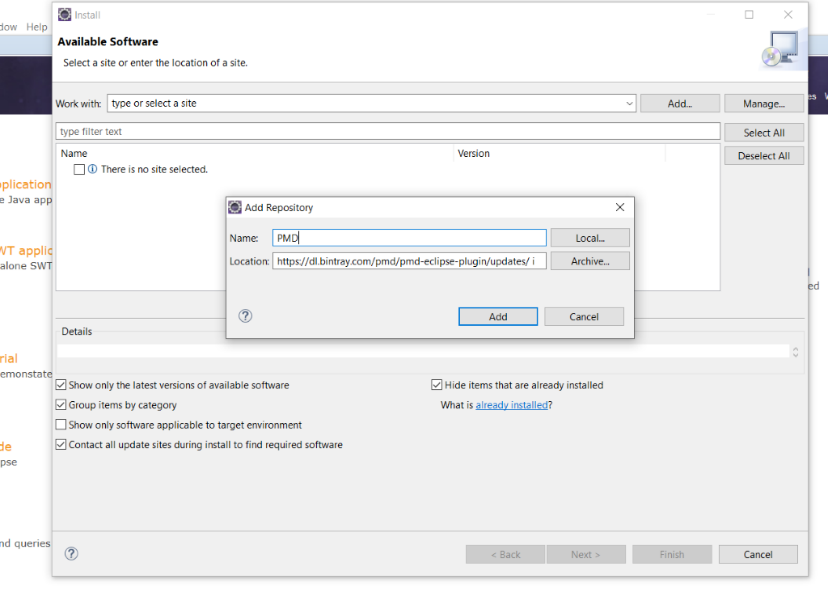 dow Help
Install
Available Software
Select a site or enter the location of a site.
Work with: type or select a site Add... Manage...
type filter text Select All
Name Version Deselect All
There is no site selected.
plication
e Java app
WT applic
alone SWT
Add Repository
Name: PMD Local...
Location: https://dl.bintray.com/pmd/pmd-eclipse-plugin/updates/ i Archive...
ed
? Add Cancel
Details
rial
emonstate
Show only the latest versions of available software Hide items that are already installed
Group items by category What is already installed?
Show only software applicable to target environment
Contact all update sites during install to find required software
de
pse
nd queries
? < Back Next > Finish Cancel